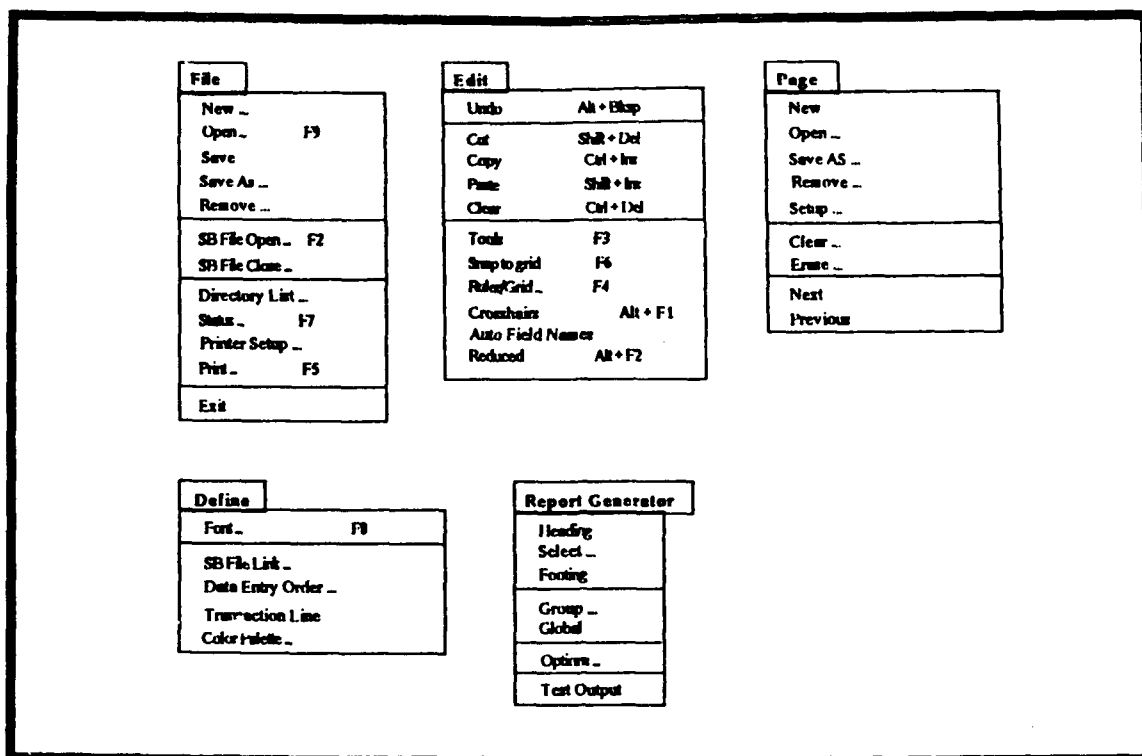 File
New ...
Open... F9
Save
Save As ...
Remove ...
SB File Open... F2
SB File Close...
Directory List ...
Status... F7
Printer Setup ...
Print... F5
Exit
Edit
Undo Alt + Bksp
Cut Shift + Del
Copy Ctrl + Ins
Paste Shift + Ins
Clear Ctrl + Del
Tools F3
Snap to grid F6
Ruler/Grid... F4
Crosshairs Alt + F1
Auto Field Names
Reduced Alt + F2
Page
New
Open ...
Save AS ...
Remove ...
Setup ...
Clear ...
Erase ...
Next
Previous
Define
Font... F8
SB File Link ...
Data Entry Order ...
Transaction Line
Color Palette ...
Report Generator
Heading
Select ...
Footing
Group ...
Global
Options ...
Test Output